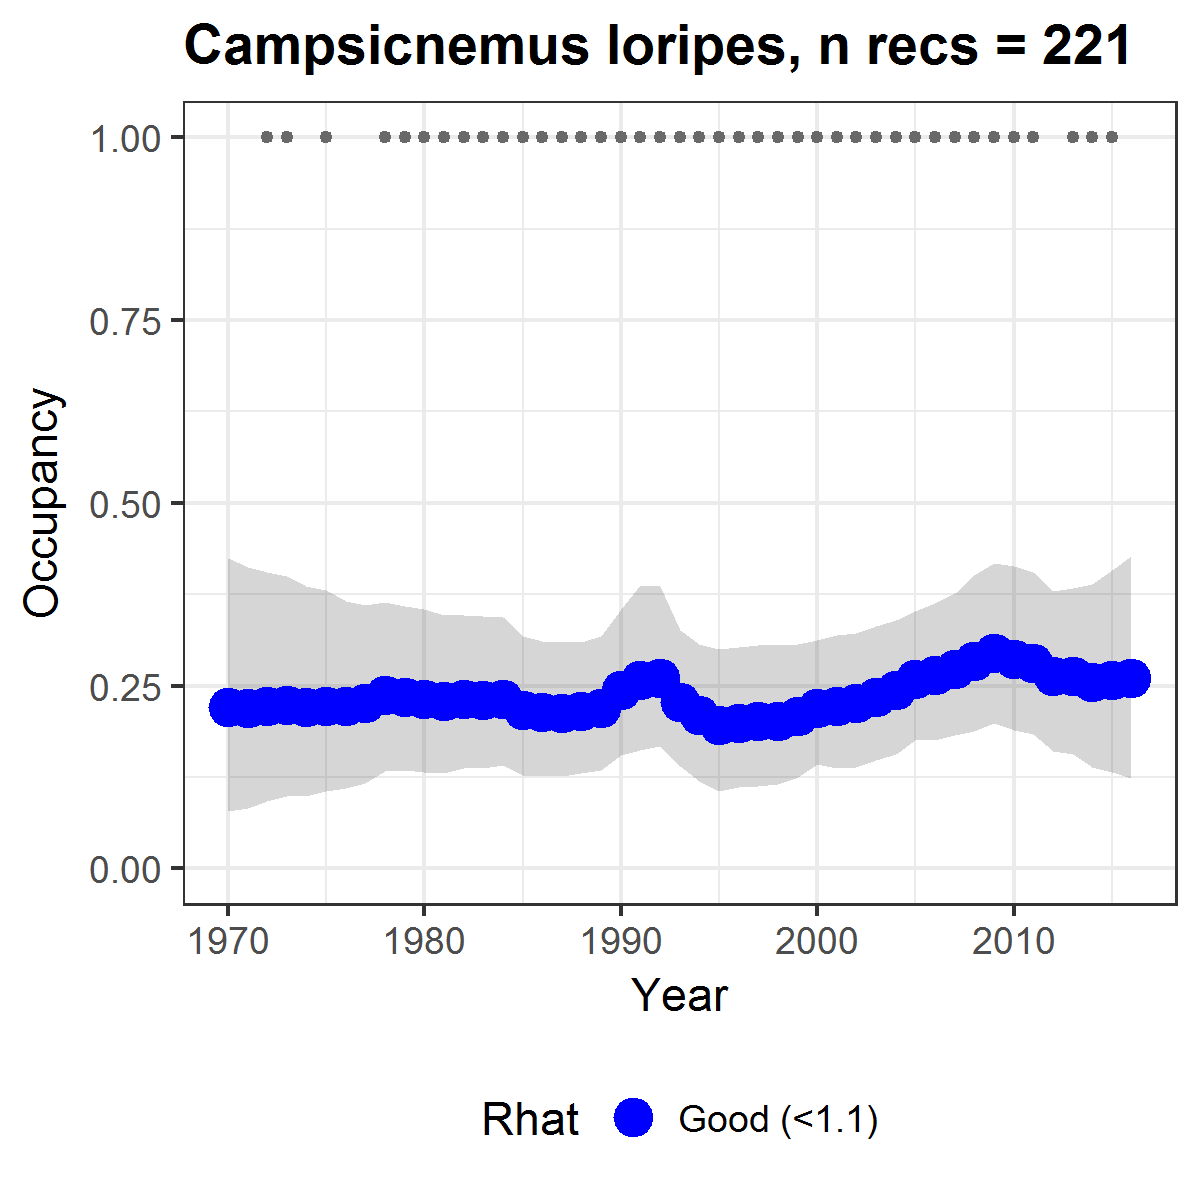 Campsicnemus loripes, n recs = 221
1.00
0.75
0.50
0.25
0.00
Occupancy
1970 1980 1990 2000 2010
Year
Rhat Good (<1.1)